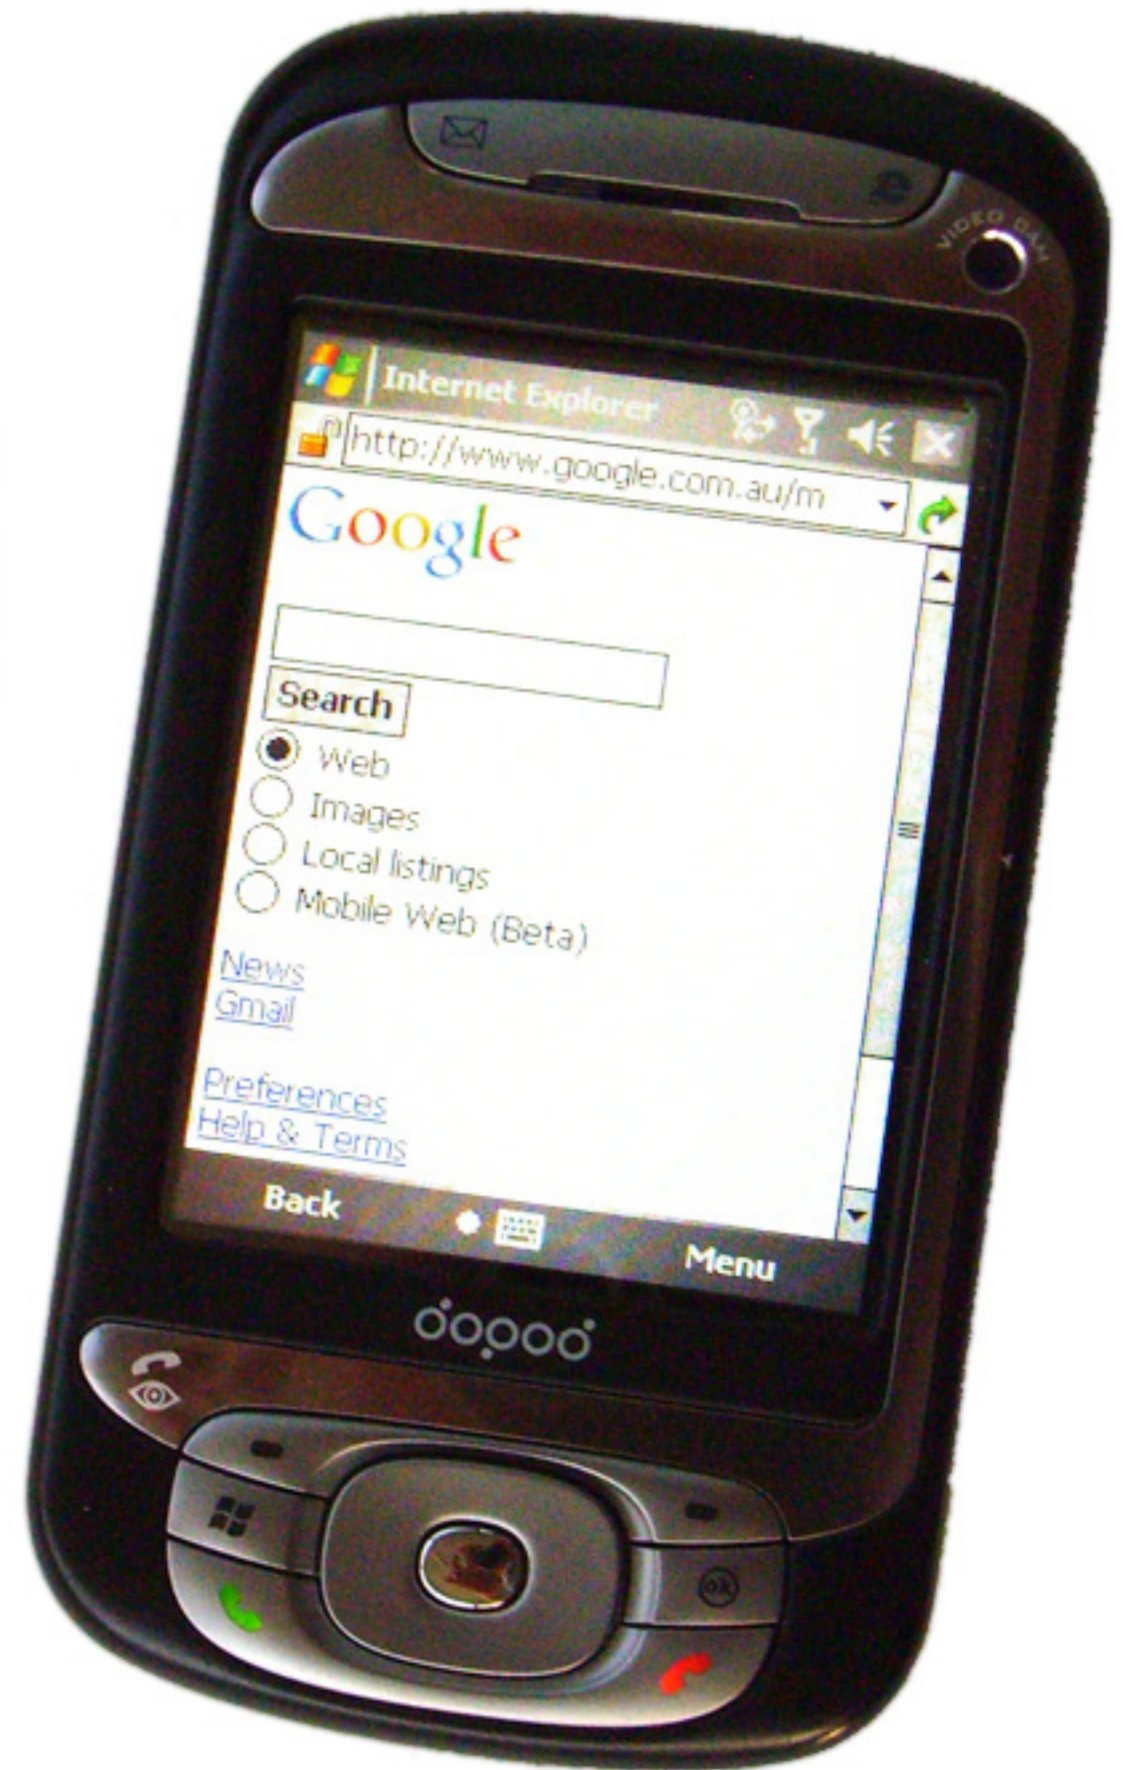 VIDEO CAM
Internet Explorer
http://www.google.com.au/m
Google
Search
Web
Images
Local listings
Mobile Web (Beta)
News
Gmail
Preferences
Help & Terms
Back
Menu
dopod
ok